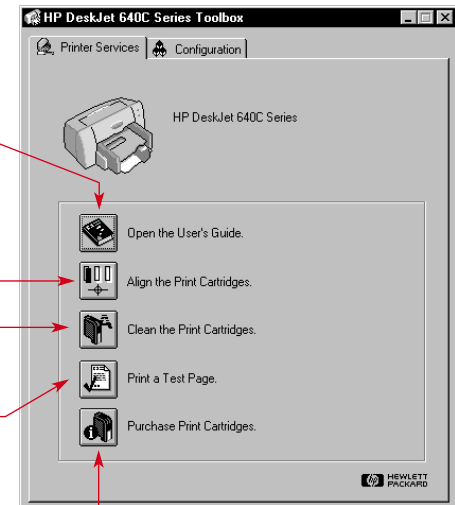 HP DeskJet 640C Series Toolbox
Printer Services
Configuration
HP DeskJet 640C Series
Open the User's Guide.
Align the Print Cartridges.
Clean the Print Cartridges.
Print a Test Page.
Purchase Print Cartridges.
hp HEWLETT
PACKARD